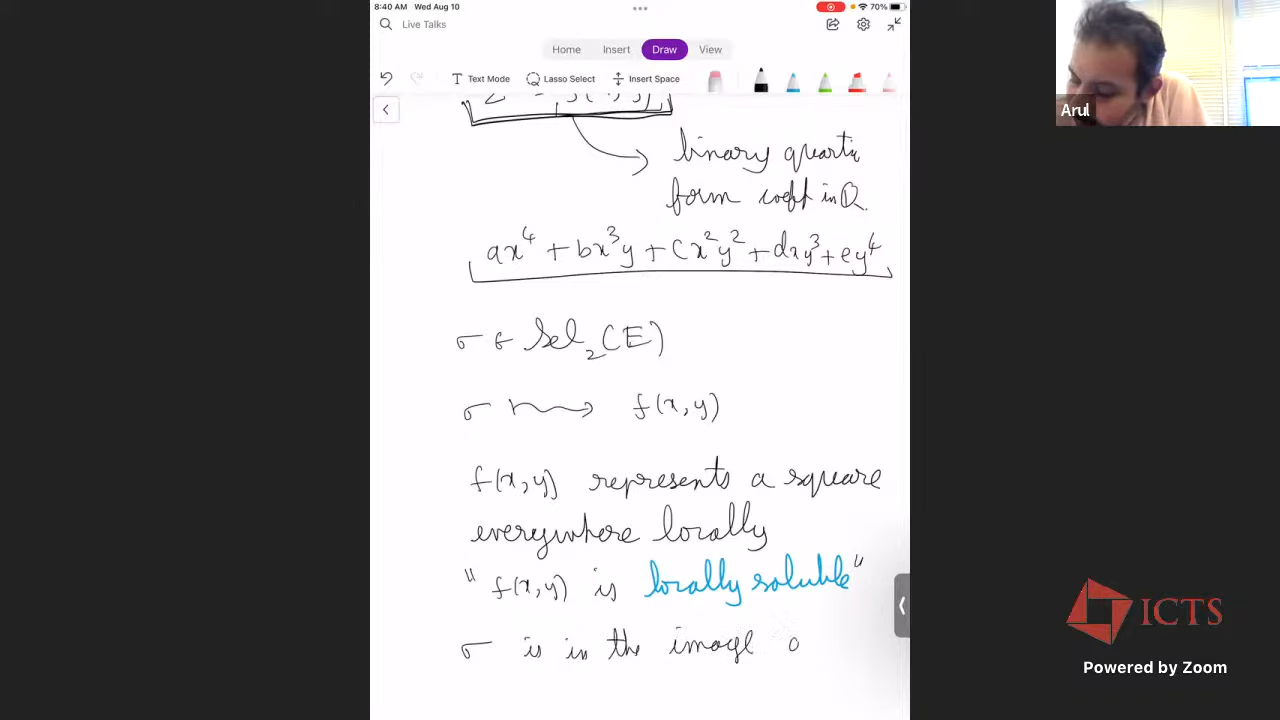 8:40 AM Wed Aug 10
70%
Live Talks
Home Insert Draw View
Text Mode Lasso Select Insert Space
Arul
binary quartic
form coeff in Q.
ax⁴ + bx³y + cx²y² + dxy³ + ey⁴
σ ∈ Sel₂(E)
σ ⟿ f(x,y)
f(x,y) represents a square
everywhere locally
"f(x,y) is locally soluble"
σ is in the image o
ICTS
Powered by Zoom